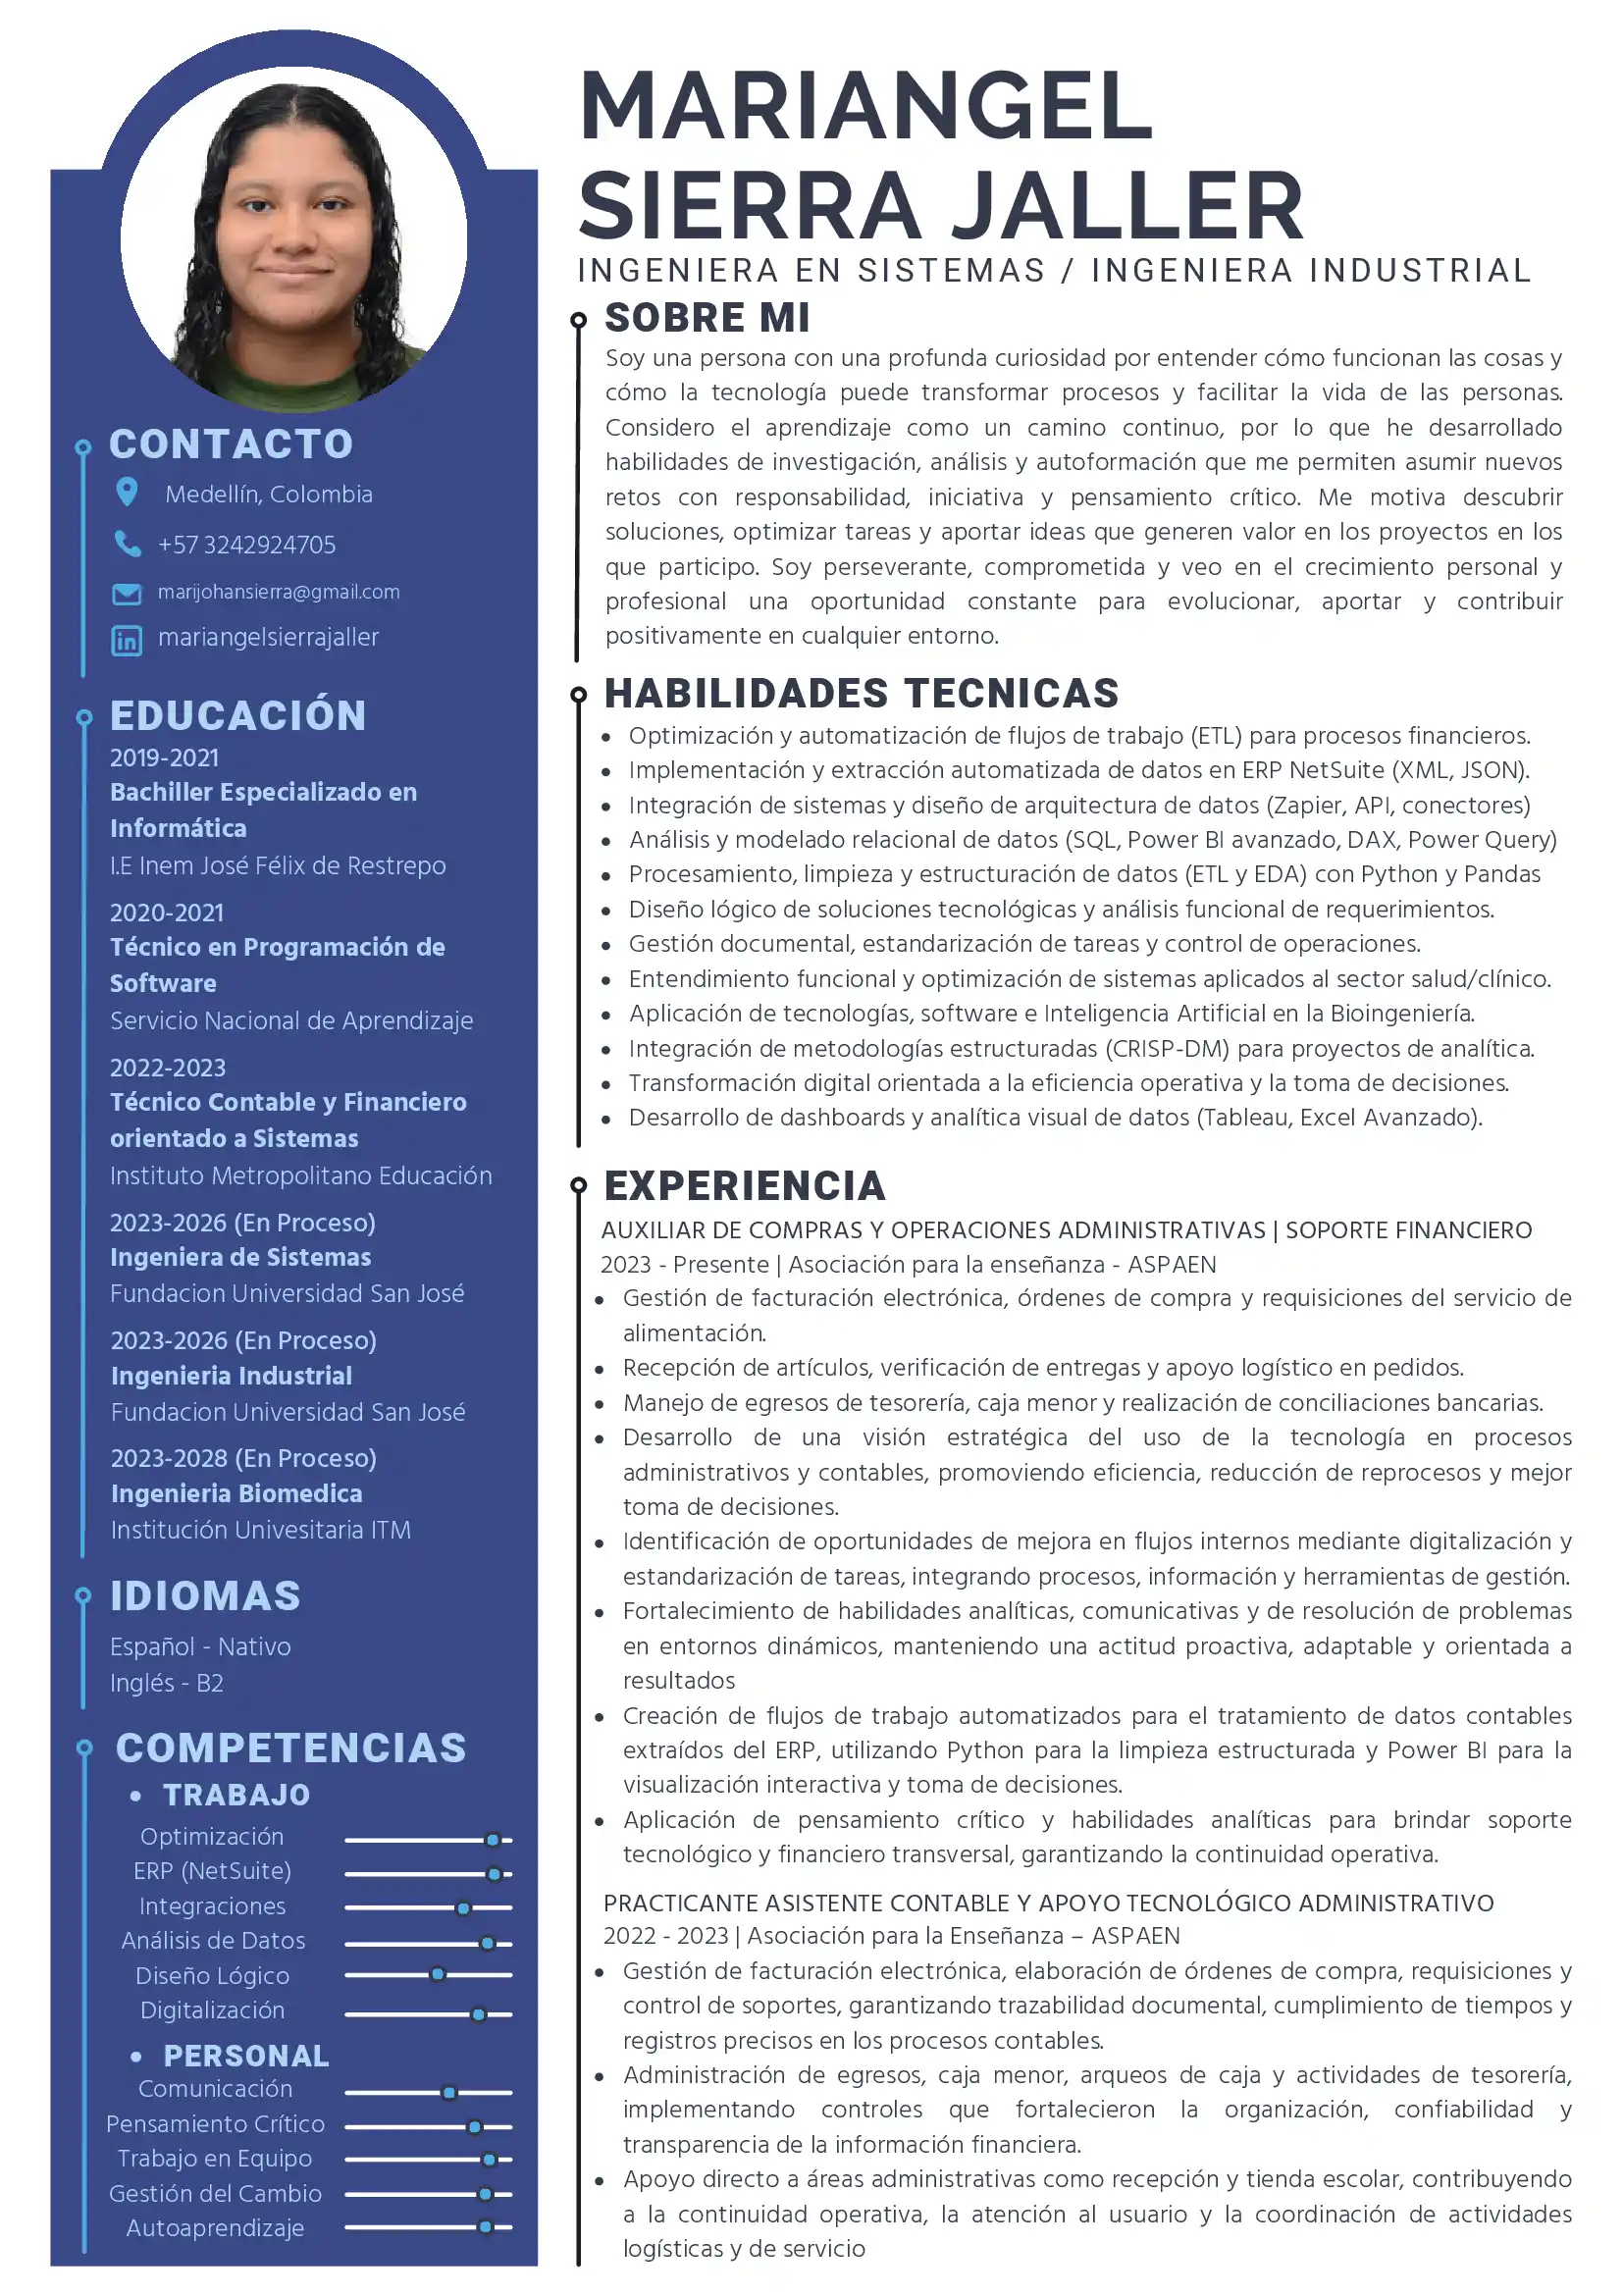 MARIANGEL
SIERRA JALLER
INGENIERA EN SISTEMAS / INGENIERA INDUSTRIAL
CONTACTO
Medellín, Colombia
+57 3242924705
marijohansierra@gmail.com
in mariangelsierrajaller
EDUCACIÓN
2019-2021
Bachiller Especializado en
Informática
I.E Inem José Félix de Restrepo
2020-2021
Técnico en Programación de
Software
Servicio Nacional de Aprendizaje
2022-2023
Técnico Contable y Financiero
orientado a Sistemas
Instituto Metropolitano Educación
2023-2026 (En Proceso)
Ingeniera de Sistemas
Fundacion Universidad San José
2023-2026 (En Proceso)
Ingenieria Industrial
Fundacion Universidad San José
2023-2028 (En Proceso)
Ingenieria Biomedica
Institución Univesitaria ITM
IDIOMAS
Español - Nativo
Inglés - B2
COMPETENCIAS
• TRABAJO
Optimización
ERP (NetSuite)
Integraciones
Análisis de Datos
Diseño Lógico
Digitalización
• PERSONAL
Comunicación
Pensamiento Crítico
Trabajo en Equipo
Gestión del Cambio
Autoaprendizaje
SOBRE MI
Soy una persona con una profunda curiosidad por entender cómo funcionan las cosas y
cómo la tecnología puede transformar procesos y facilitar la vida de las personas.
Considero el aprendizaje como un camino continuo, por lo que he desarrollado
habilidades de investigación, análisis y autoformación que me permiten asumir nuevos
retos con responsabilidad, iniciativa y pensamiento crítico. Me motiva descubrir
soluciones, optimizar tareas y aportar ideas que generen valor en los proyectos en los
que participo. Soy perseverante, comprometida y veo en el crecimiento personal y
profesional una oportunidad constante para evolucionar, aportar y contribuir
positivamente en cualquier entorno.
HABILIDADES TECNICAS
• Optimización y automatización de flujos de trabajo (ETL) para procesos financieros.
• Implementación y extracción automatizada de datos en ERP NetSuite (XML, JSON).
• Integración de sistemas y diseño de arquitectura de datos (Zapier, API, conectores)
• Análisis y modelado relacional de datos (SQL, Power BI avanzado, DAX, Power Query)
• Procesamiento, limpieza y estructuración de datos (ETL y EDA) con Python y Pandas
• Diseño lógico de soluciones tecnológicas y análisis funcional de requerimientos.
• Gestión documental, estandarización de tareas y control de operaciones.
• Entendimiento funcional y optimización de sistemas aplicados al sector salud/clínico.
• Aplicación de tecnologías, software e Inteligencia Artificial en la Bioingeniería.
• Integración de metodologías estructuradas (CRISP-DM) para proyectos de analítica.
• Transformación digital orientada a la eficiencia operativa y la toma de decisiones.
• Desarrollo de dashboards y analítica visual de datos (Tableau, Excel Avanzado).
EXPERIENCIA
AUXILIAR DE COMPRAS Y OPERACIONES ADMINISTRATIVAS | SOPORTE FINANCIERO
2023 - Presente | Asociación para la enseñanza - ASPAEN
• Gestión de facturación electrónica, órdenes de compra y requisiciones del servicio de
alimentación.
• Recepción de artículos, verificación de entregas y apoyo logístico en pedidos.
• Manejo de egresos de tesorería, caja menor y realización de conciliaciones bancarias.
• Desarrollo de una visión estratégica del uso de la tecnología en procesos
administrativos y contables, promoviendo eficiencia, reducción de reprocesos y mejor
toma de decisiones.
• Identificación de oportunidades de mejora en flujos internos mediante digitalización y
estandarización de tareas, integrando procesos, información y herramientas de gestión.
• Fortalecimiento de habilidades analíticas, comunicativas y de resolución de problemas
en entornos dinámicos, manteniendo una actitud proactiva, adaptable y orientada a
resultados
• Creación de flujos de trabajo automatizados para el tratamiento de datos contables
extraídos del ERP, utilizando Python para la limpieza estructurada y Power BI para la
visualización interactiva y toma de decisiones.
• Aplicación de pensamiento crítico y habilidades analíticas para brindar soporte
tecnológico y financiero transversal, garantizando la continuidad operativa.
PRACTICANTE ASISTENTE CONTABLE Y APOYO TECNOLÓGICO ADMINISTRATIVO
2022 - 2023 | Asociación para la Enseñanza – ASPAEN
• Gestión de facturación electrónica, elaboración de órdenes de compra, requisiciones y
control de soportes, garantizando trazabilidad documental, cumplimiento de tiempos y
registros precisos en los procesos contables.
• Administración de egresos, caja menor, arqueos de caja y actividades de tesorería,
implementando controles que fortalecieron la organización, confiabilidad y
transparencia de la información financiera.
• Apoyo directo a áreas administrativas como recepción y tienda escolar, contribuyendo
a la continuidad operativa, la atención al usuario y la coordinación de actividades
logísticas y de servicio